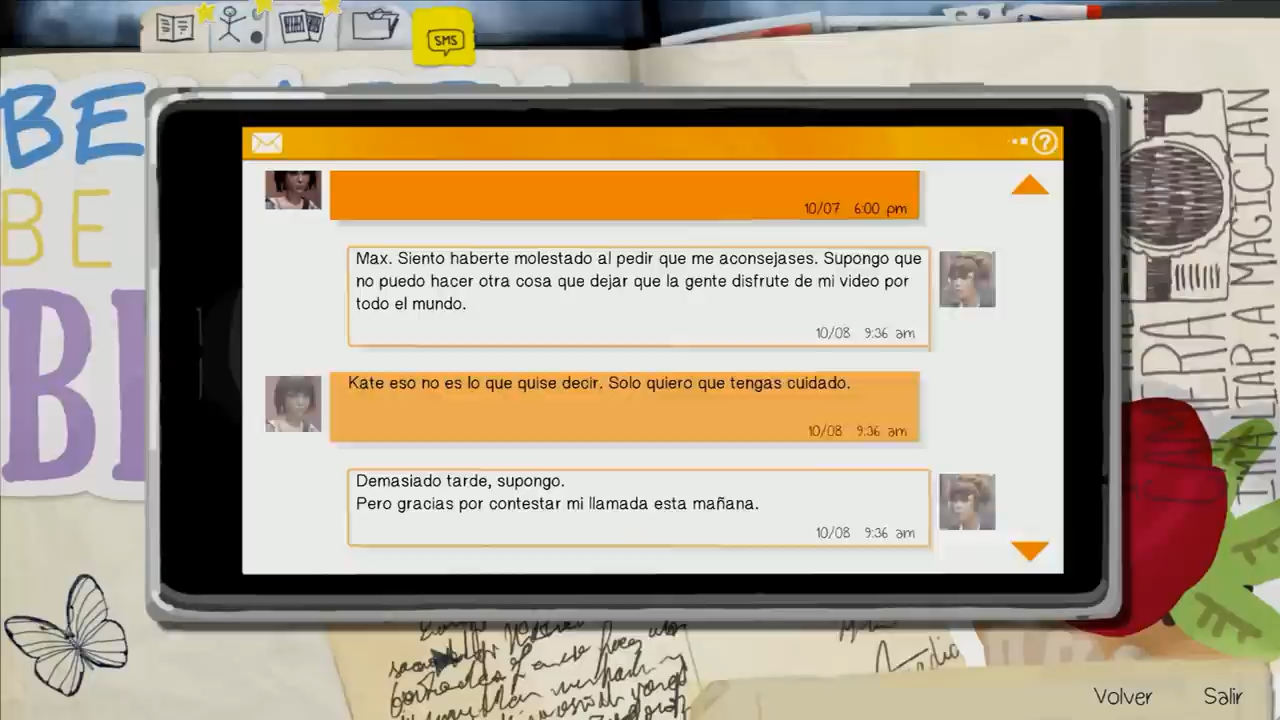 SMS
BE
BE
10/07 6:00 pm
Max. Siento haberte molestado al pedir que me aconsejases. Supongo que
no puedo hacer otra cosa que dejar que la gente disfrute de mi video por
todo el mundo.
10/08 9:36 am
Kate eso no es lo que quise decir. Solo quiero que tengas cuidado.
10/08 9:36 am
Demasiado tarde, supongo.
Pero gracias por contestar mi llamada esta mañana.
10/08 9:36 am
MAGICIAN
Volver Salir